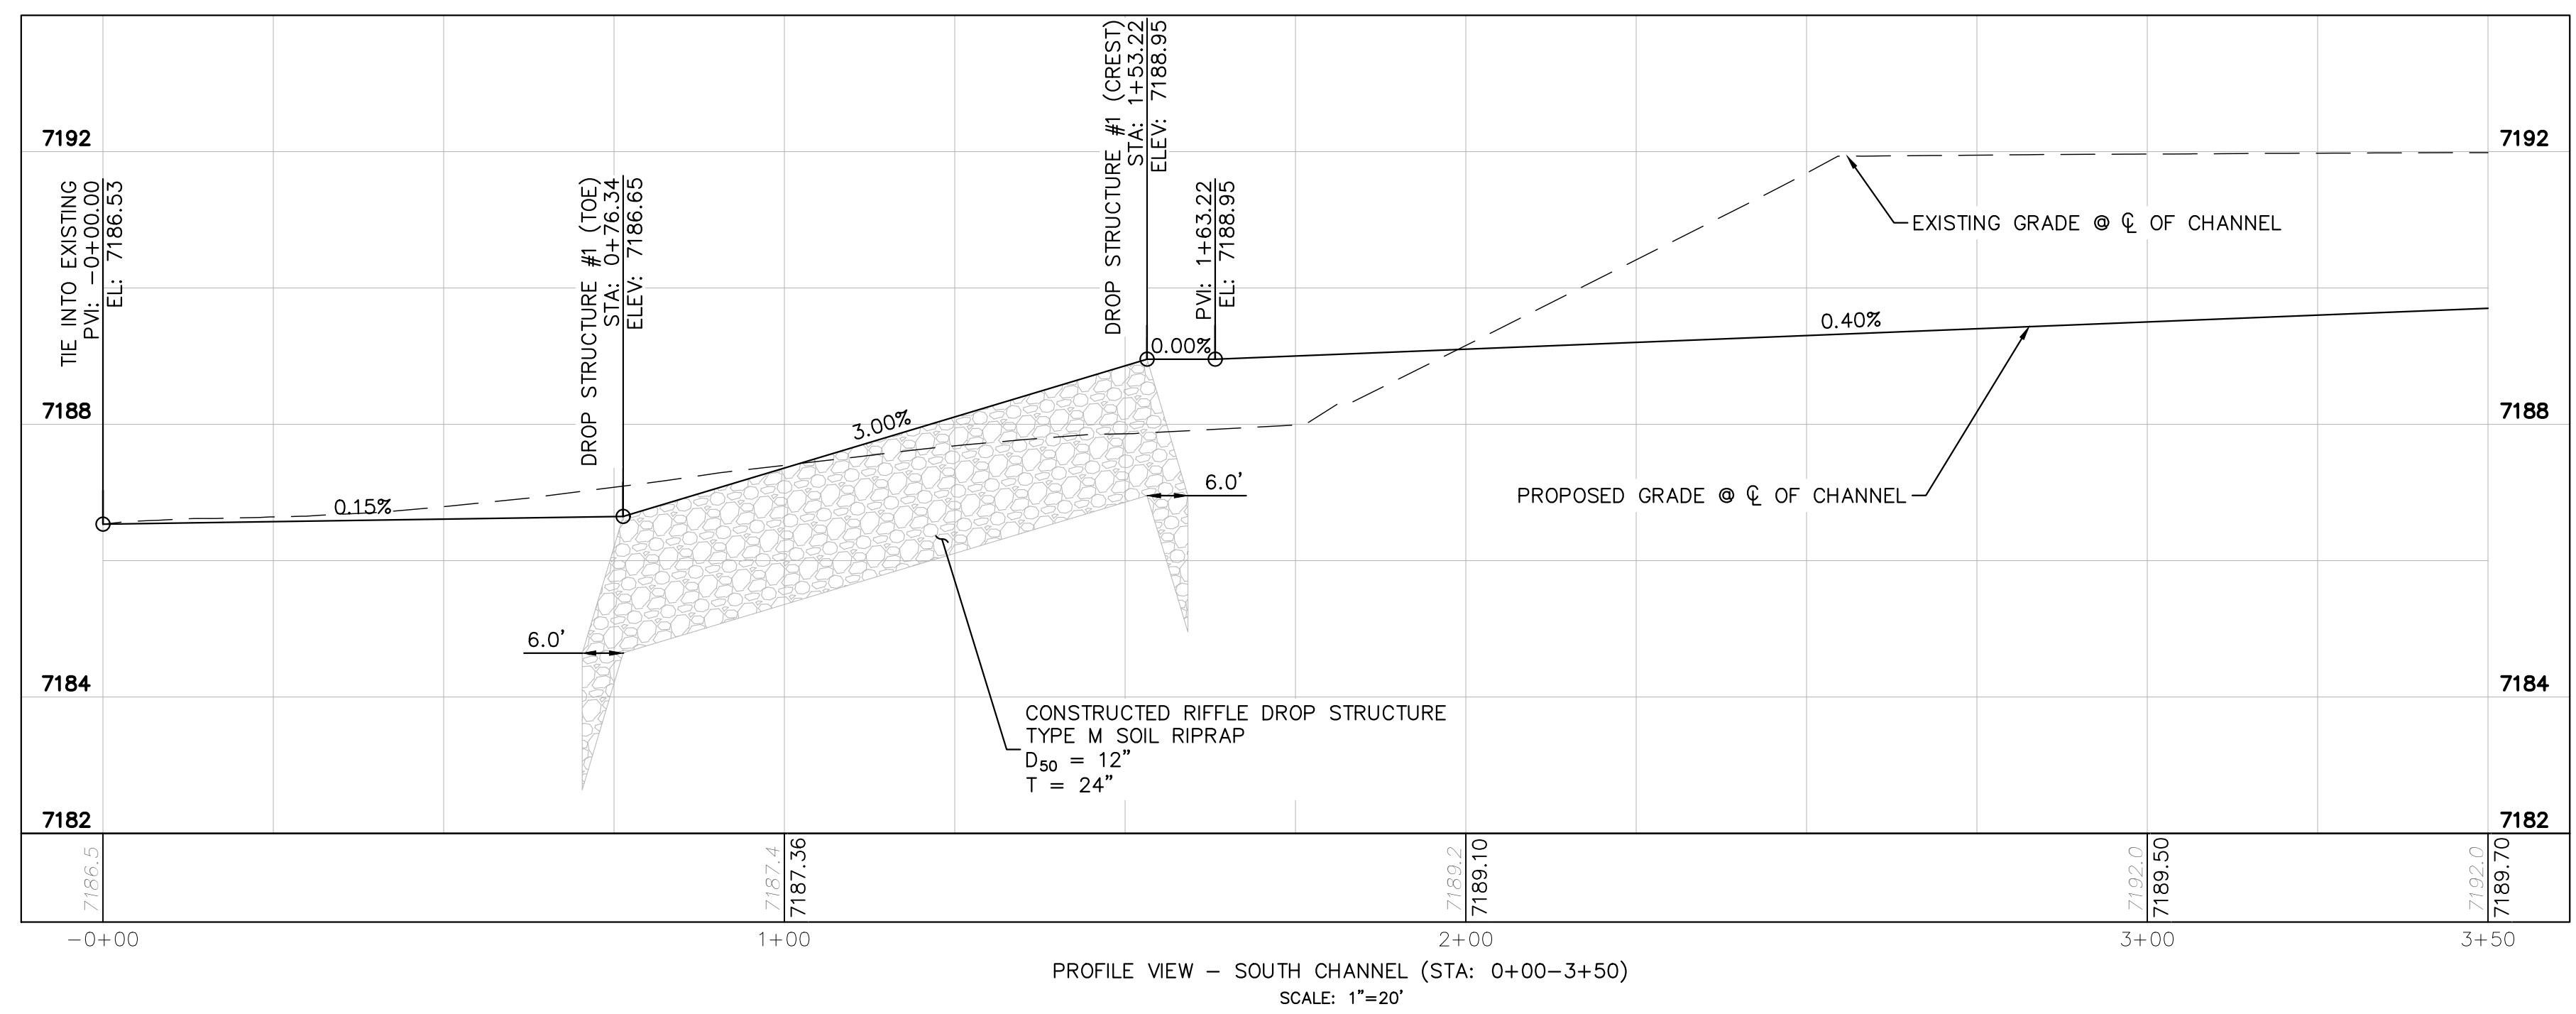 TIE INTO EXISTING
PVI: -0+00.00
EL: 7186.53
DROP STRUCTURE #1 (TOE)
STA: 0+76.34
ELEV: 7186.65
DROP STRUCTURE #1 (CREST)
STA: 1+53.22
ELEV: 7188.95
PVI: 1+63.22
EL: 7188.95
7192
7192
EXISTING GRADE @ ℄ OF CHANNEL
0.40%
0.00%
7188
7188
3.00%
6.0'
PROPOSED GRADE @ ℄ OF CHANNEL
0.15%
6.0'
7184
7184
CONSTRUCTED RIFFLE DROP STRUCTURE
TYPE M SOIL RIPRAP
D50 = 12"
T = 24"
7182
7182
7186.5
7187.4
7187.36
7189.2
7189.10
7192.0
7189.50
7192.0
7189.70
-0+00
1+00
2+00
3+00
3+50
PROFILE VIEW - SOUTH CHANNEL (STA: 0+00-3+50)
SCALE: 1"=20'